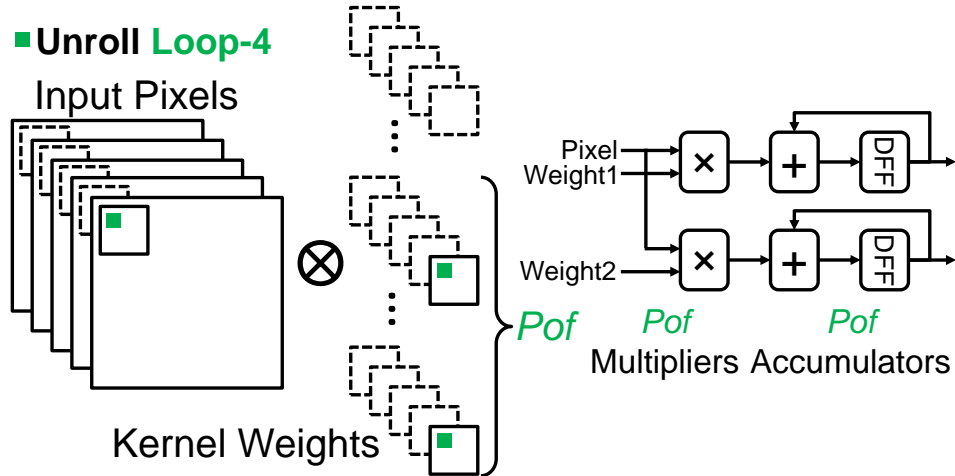 Unroll Loop-4
Input Pixels
Kernel Weights
Pof
Pixel
Weight1
Weight2
×
+
DFF
×
+
DFF
Pof
Multipliers
Pof
Accumulators